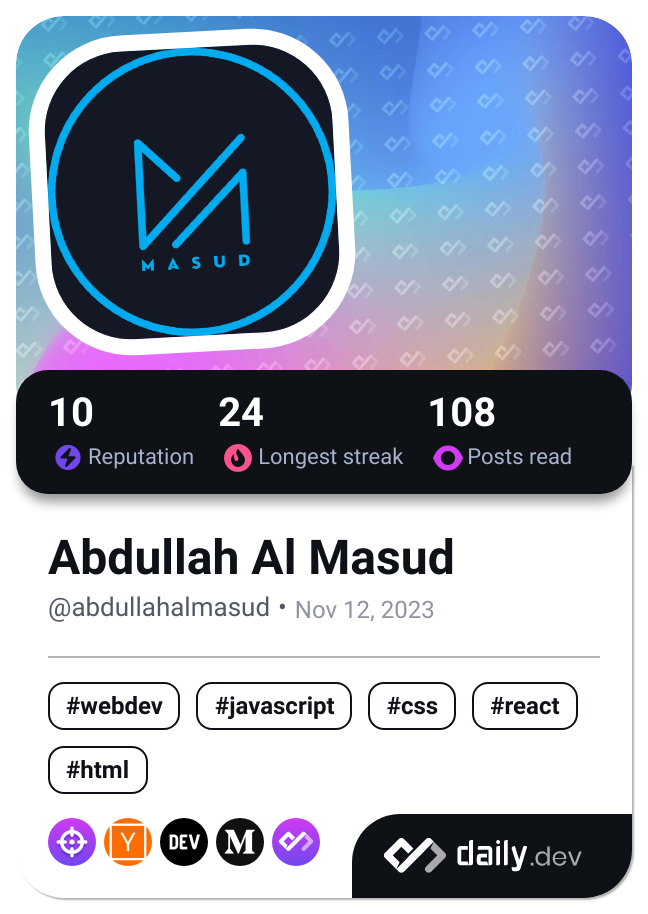 MASUD
10 24 108
Reputation Longest streak Posts read
Abdullah Al Masud
@abdullahalmasud • Nov 12, 2023
#webdev #javascript #css #react
#html
Y DEV M
daily.dev